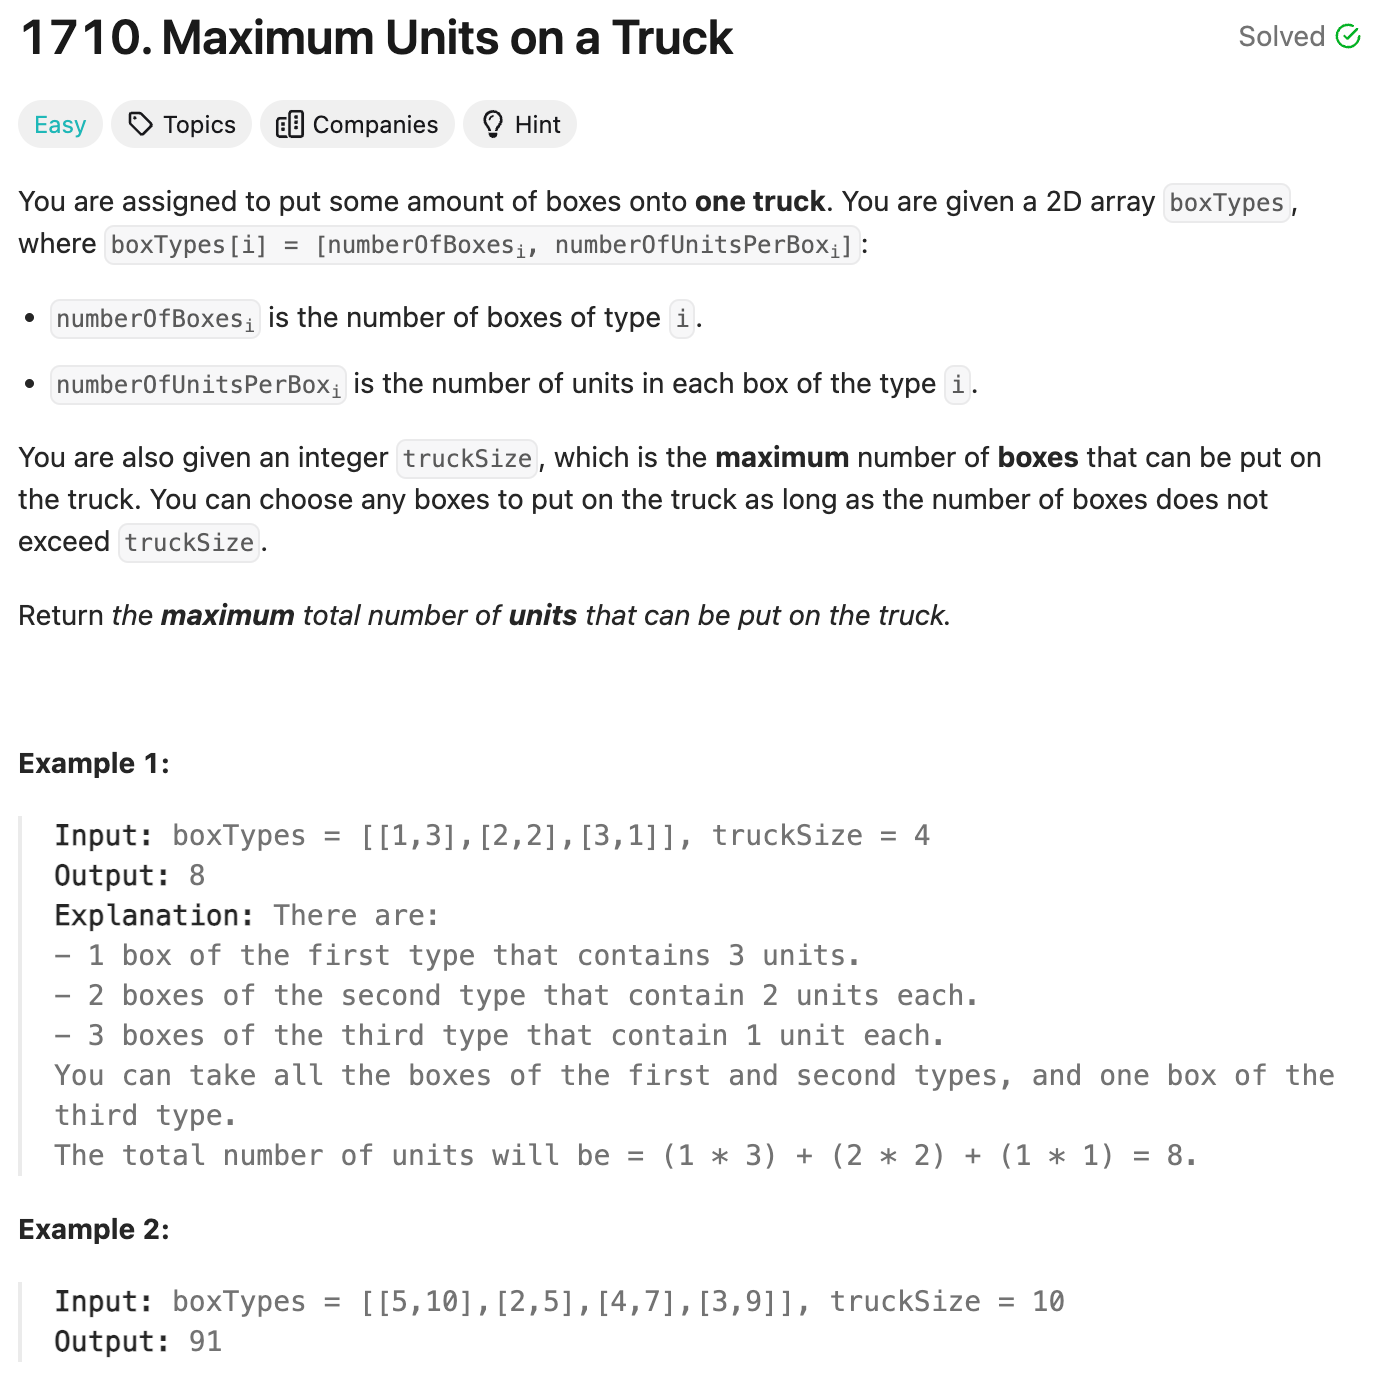 1710. Maximum Units on a Truck
Solved
Easy
Topics
Companies
Hint
You are assigned to put some amount of boxes onto one truck. You are given a 2D array boxTypes,
where boxTypes[i] = [numberOfBoxesᵢ, numberOfUnitsPerBoxᵢ]:
• numberOfBoxesᵢ is the number of boxes of type i.
• numberOfUnitsPerBoxᵢ is the number of units in each box of the type i.
You are also given an integer truckSize, which is the maximum number of boxes that can be put on
the truck. You can choose any boxes to put on the truck as long as the number of boxes does not
exceed truckSize.
Return the maximum total number of units that can be put on the truck.
Example 1:
Input: boxTypes = [[1,3],[2,2],[3,1]], truckSize = 4
Output: 8
Explanation: There are:
- 1 box of the first type that contains 3 units.
- 2 boxes of the second type that contain 2 units each.
- 3 boxes of the third type that contain 1 unit each.
You can take all the boxes of the first and second types, and one box of the
third type.
The total number of units will be = (1 * 3) + (2 * 2) + (1 * 1) = 8.
Example 2:
Input: boxTypes = [[5,10],[2,5],[4,7],[3,9]], truckSize = 10
Output: 91